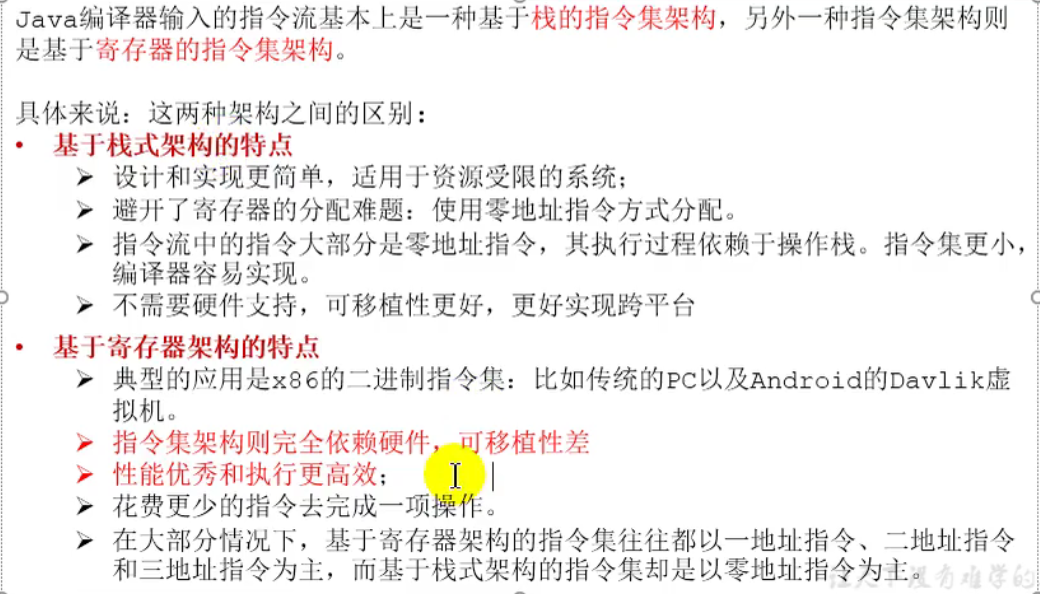 Java编译器输入的指令流基本上是一种基于栈的指令集架构，另外一种指令集架构则
是基于寄存器的指令集架构。
具体来说：这两种架构之间的区别：
• 基于栈式架构的特点
➢ 设计和实现更简单，适用于资源受限的系统；
➢ 避开了寄存器的分配难题：使用零地址指令方式分配。
➢ 指令流中的指令大部分是零地址指令，其执行过程依赖于操作栈。指令集更小，
编译器容易实现。
➢ 不需要硬件支持，可移植性更好，更好实现跨平台
• 基于寄存器架构的特点
➢ 典型的应用是x86的二进制指令集：比如传统的PC以及Android的Davlik虚
拟机。
➢ 指令集架构则完全依赖硬件，可移植性差
➢ 性能优秀和执行更高效；
➢ 花费更少的指令去完成一项操作。
➢ 在大部分情况下，基于寄存器架构的指令集往往都以一地址指令、二地址指令
和三地址指令为主，而基于栈式架构的指令集却是以零地址指令为主。
让天下没有难学的